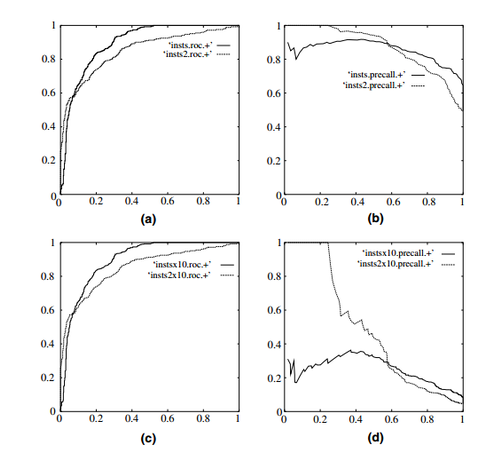 1
'insts.roc.+'
'insts2.roc.+'
0.8
0.6
0.4
0.2
0
0 0.2 0.4 0.6 0.8 1
(a)
1
0.8
'insts.precall.+'
'insts2.precall.+'
0.6
0.4
0.2
0
0 0.2 0.4 0.6 0.8 1
(b)
1
'instsx10.roc.+'
'insts2x10.roc.+'
0.8
0.6
0.4
0.2
0
0 0.2 0.4 0.6 0.8 1
(c)
1
'instsx10.precall.+'
'insts2x10.precall.+'
0.8
0.6
0.4
0.2
0
0 0.2 0.4 0.6 0.8 1
(d)